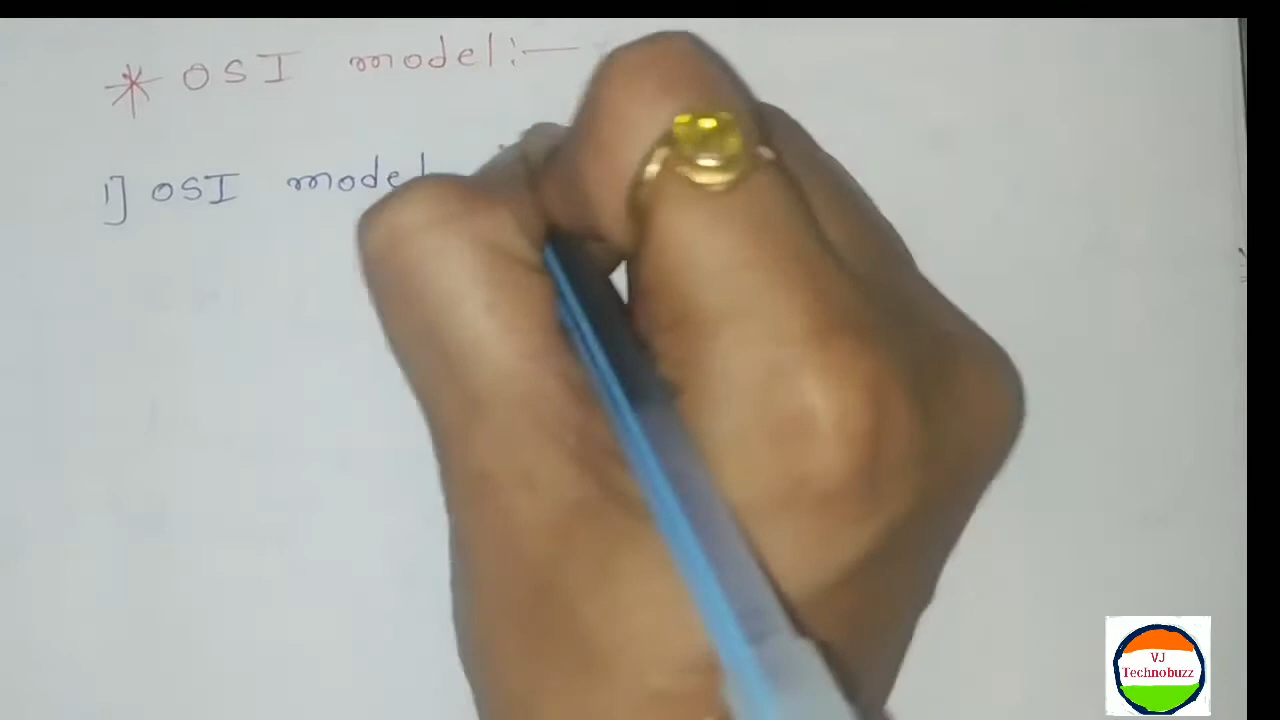 * OSI model:—
1] OSI model
VJ
Technobuzz